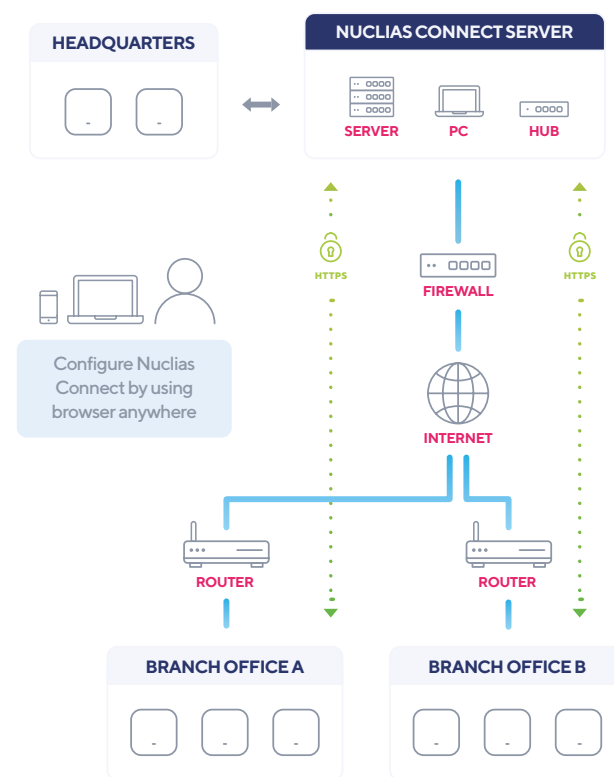 HEADQUARTERS
NUCLIAS CONNECT SERVER
SERVER
PC
HUB
HTTPS
HTTPS
FIREWALL
Configure Nuclias
Connect by using
browser anywhere
INTERNET
ROUTER
ROUTER
BRANCH OFFICE A
BRANCH OFFICE B